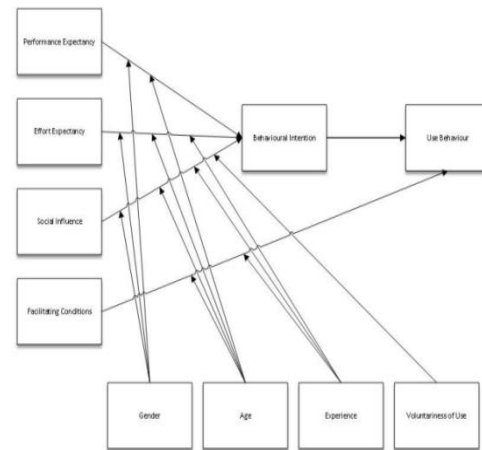 Performance Expectancy
Effort Expectancy
Behavioural Intention
Use Behaviour
Social Influence
Facilitating Conditions
Gender
Age
Experience
Voluntariness of Use